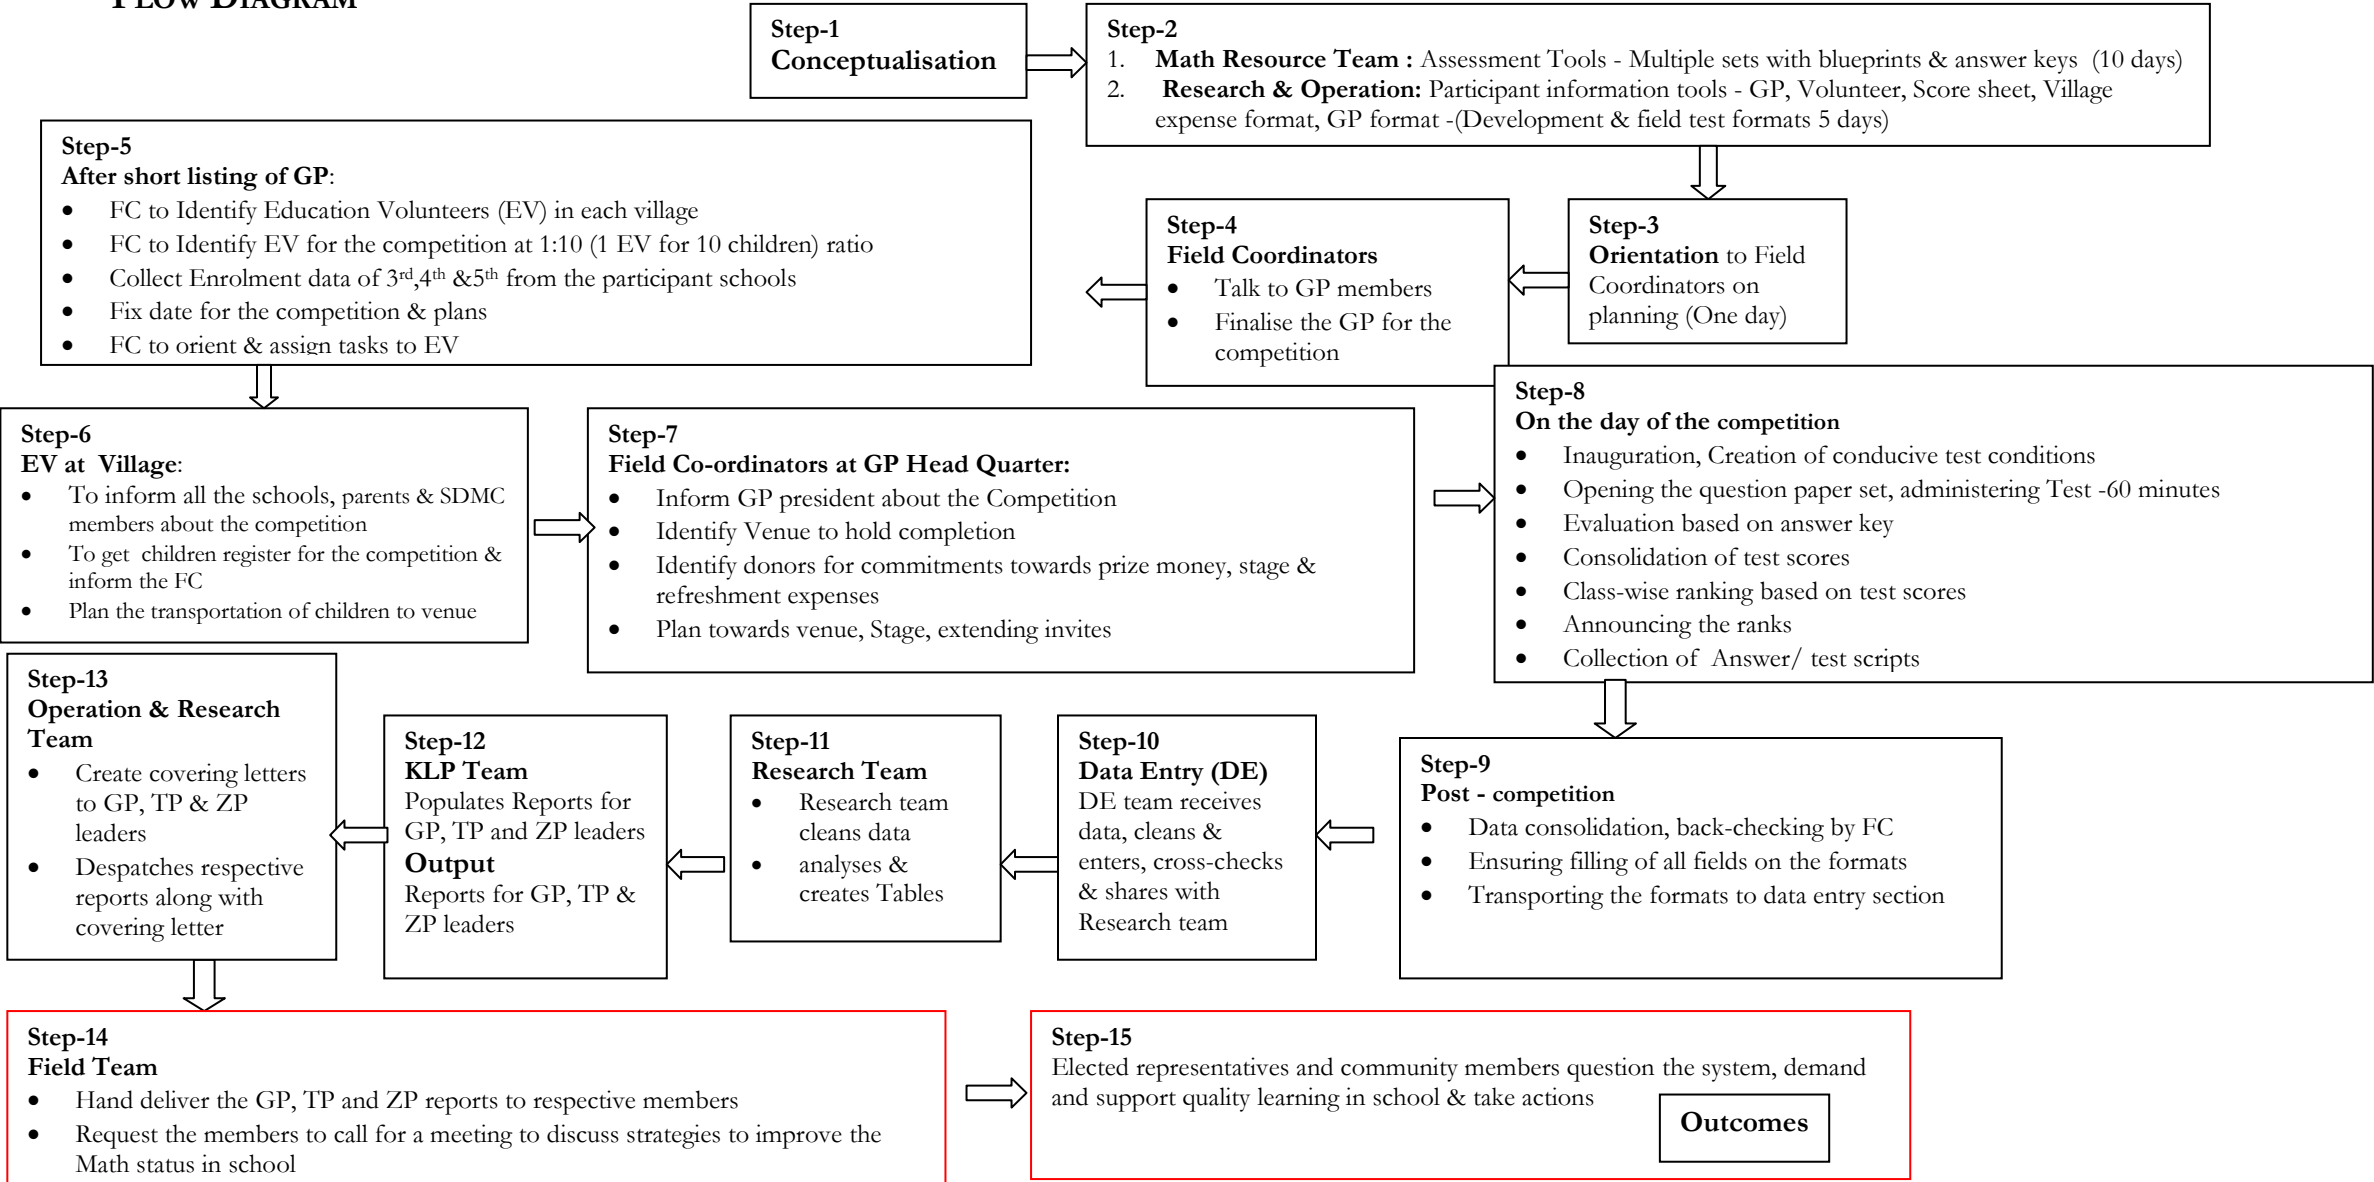 FLOW DIAGRAM
Step-1
Conceptualisation
Step-2
1. Math Resource Team : Assessment Tools - Multiple sets with blueprints & answer keys (10 days)
2. Research & Operation: Participant information tools - GP, Volunteer, Score sheet, Village
expense format, GP format -(Development & field test formats 5 days)
Step-3
Orientation to Field
Coordinators on
planning (One day)
Step-4
Field Coordinators
• Talk to GP members
• Finalise the GP for the
competition
Step-5
After short listing of GP:
• FC to Identify Education Volunteers (EV) in each village
• FC to Identify EV for the competition at 1:10 (1 EV for 10 children) ratio
• Collect Enrolment data of 3rd,4th &5th from the participant schools
• Fix date for the competition & plans
• FC to orient & assign tasks to EV
Step-6
EV at Village:
• To inform all the schools, parents & SDMC
members about the competition
• To get children register for the competition &
inform the FC
• Plan the transportation of children to venue
Step-7
Field Co-ordinators at GP Head Quarter:
• Inform GP president about the Competition
• Identify Venue to hold completion
• Identify donors for commitments towards prize money, stage &
refreshment expenses
• Plan towards venue, Stage, extending invites
Step-8
On the day of the competition
• Inauguration, Creation of conducive test conditions
• Opening the question paper set, administering Test -60 minutes
• Evaluation based on answer key
• Consolidation of test scores
• Class-wise ranking based on test scores
• Announcing the ranks
• Collection of Answer/ test scripts
Step-9
Post - competition
• Data consolidation, back-checking by FC
• Ensuring filling of all fields on the formats
• Transporting the formats to data entry section
Step-10
Data Entry (DE)
DE team receives
data, cleans &
enters, cross-checks
& shares with
Research team
Step-11
Research Team
• Research team
cleans data
• analyses &
creates Tables
Step-12
KLP Team
Populates Reports for
GP, TP and ZP leaders
Output
Reports for GP, TP &
ZP leaders
Step-13
Operation & Research
Team
• Create covering letters
to GP, TP & ZP
leaders
• Despatches respective
reports along with
covering letter
Step-14
Field Team
• Hand deliver the GP, TP and ZP reports to respective members
• Request the members to call for a meeting to discuss strategies to improve the
Math status in school
Step-15
Elected representatives and community members question the system, demand
and support quality learning in school & take actions
Outcomes